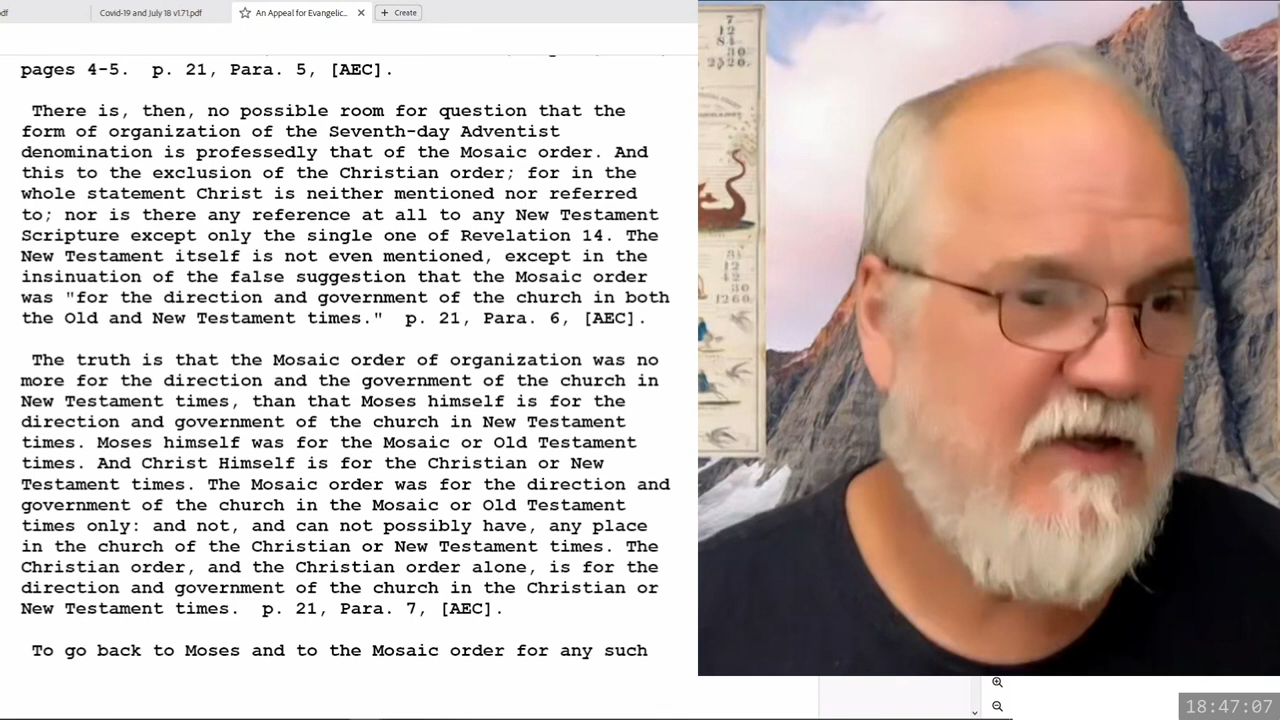 df
Covid-19 and July 18 v1.71.pdf
An Appeal for Evangelic...
Create
pages 4-5. p. 21, Para. 5, [AEC].
There is, then, no possible room for question that the
form of organization of the Seventh-day Adventist
denomination is professedly that of the Mosaic order. And
this to the exclusion of the Christian order; for in the
whole statement Christ is neither mentioned nor referred
to; nor is there any reference at all to any New Testament
Scripture except only the single one of Revelation 14. The
New Testament itself is not even mentioned, except in the
insinuation of the false suggestion that the Mosaic order
was "for the direction and government of the church in both
the Old and New Testament times." p. 21, Para. 6, [AEC].
The truth is that the Mosaic order of organization was no
more for the direction and the government of the church in
New Testament times, than that Moses himself is for the
direction and government of the church in New Testament
times. Moses himself was for the Mosaic or Old Testament
times. And Christ Himself is for the Christian or New
Testament times. The Mosaic order was for the direction and
government of the church in the Mosaic or Old Testament
times only: and not, and can not possibly have, any place
in the church of the Christian or New Testament times. The
Christian order, and the Christian order alone, is for the
direction and government of the church in the Christian or
New Testament times. p. 21, Para. 7, [AEC].
To go back to Moses and to the Mosaic order for any such
7
12
84
30
2520
12
42
30
1260
18:47:07